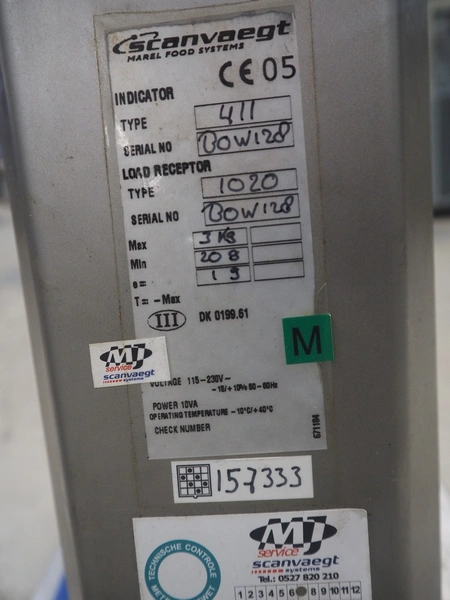 scanvaegt
MAREL FOOD SYSTEMS
CE 05
INDICATOR
TYPE 411
SERIAL NO BOW128
LOAD RECEPTOR
TYPE 1020
SERIAL NO BOW128
Max 3 Kg
Min 20 g
e= 1 g
T= -Max
III DK 0199.61
M
MJ
service
scanvaegt
systems
VOLTAGE 115-230V~
-15/+10% 50-60Hz
POWER 10VA
OPERATING TEMPERATURE -10°C/+40°C
CHECK NUMBER
671194
157333
TECHNISCHE CONTROLE
MJ
service
scanvaegt
systems
Tel.: 0527 820 210
1 2 3 4 5 6 8 9 10 11 12